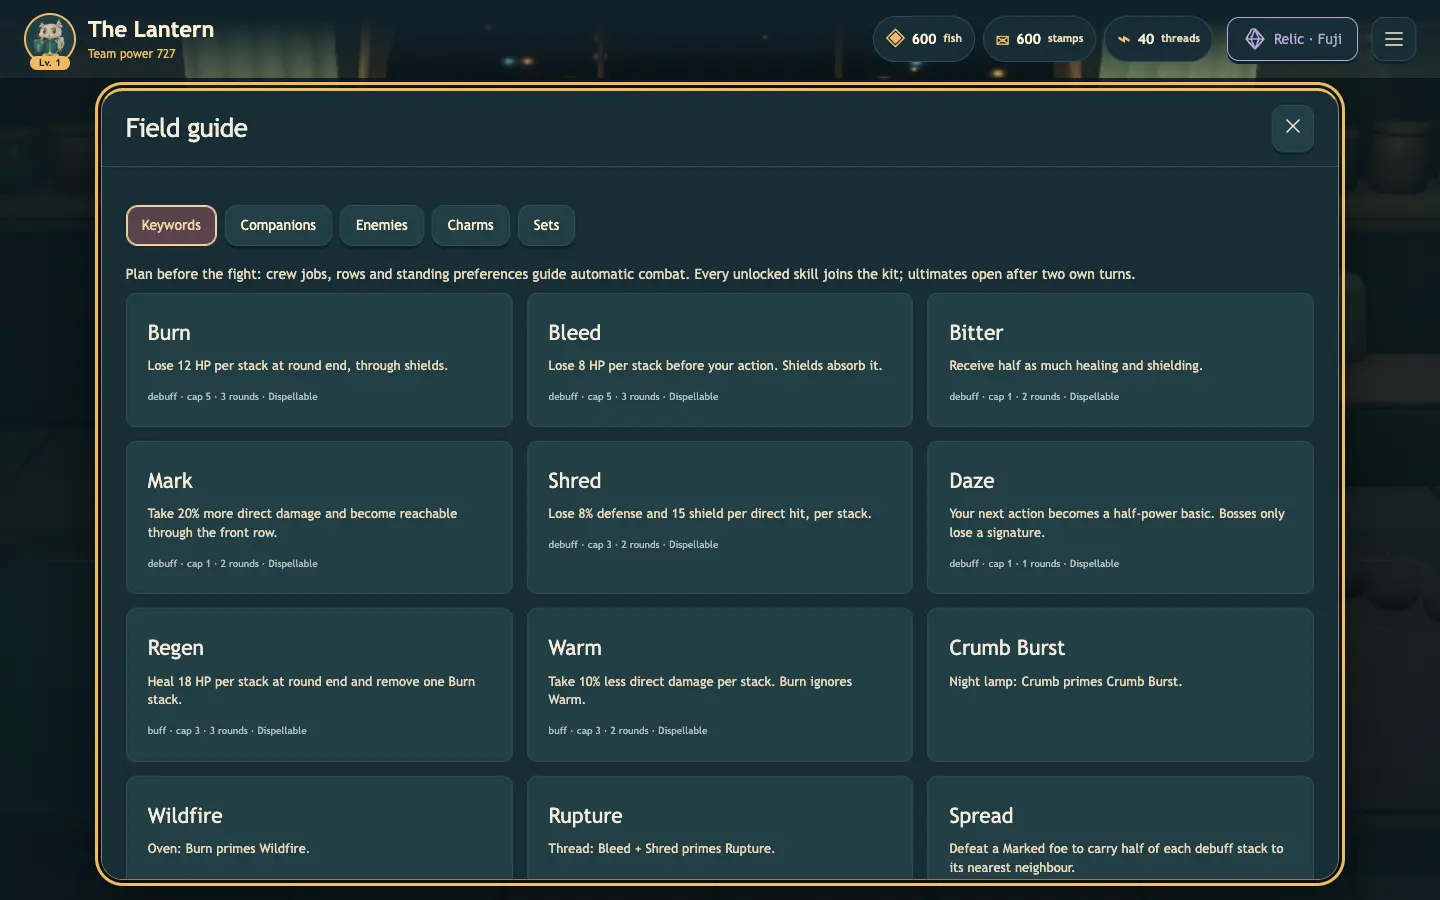 The Lantern
Team power 727
Lv. 1
600 fish
600 stamps
40 threads
Relic · Fuji
Field guide
Keywords
Companions
Enemies
Charms
Sets
Plan before the fight: crew jobs, rows and standing preferences guide automatic combat. Every unlocked skill joins the kit; ultimates open after two own turns.
Burn
Lose 12 HP per stack at round end, through shields.
debuff · cap 5 · 3 rounds · Dispellable
Bleed
Lose 8 HP per stack before your action. Shields absorb it.
debuff · cap 5 · 3 rounds · Dispellable
Bitter
Receive half as much healing and shielding.
debuff · cap 1 · 2 rounds · Dispellable
Mark
Take 20% more direct damage and become reachable
through the front row.
debuff · cap 1 · 2 rounds · Dispellable
Shred
Lose 8% defense and 15 shield per direct hit, per stack.
debuff · cap 3 · 2 rounds · Dispellable
Daze
Your next action becomes a half-power basic. Bosses only
lose a signature.
debuff · cap 1 · 1 rounds · Dispellable
Regen
Heal 18 HP per stack at round end and remove one Burn
stack.
buff · cap 3 · 3 rounds · Dispellable
Warm
Take 10% less direct damage per stack. Burn ignores
Warm.
buff · cap 3 · 2 rounds · Dispellable
Crumb Burst
Night lamp: Crumb primes Crumb Burst.
Wildfire
Oven: Burn primes Wildfire.
Rupture
Thread: Bleed + Shred primes Rupture.
Spread
Defeat a Marked foe to carry half of each debuff stack to
its nearest neighbour.